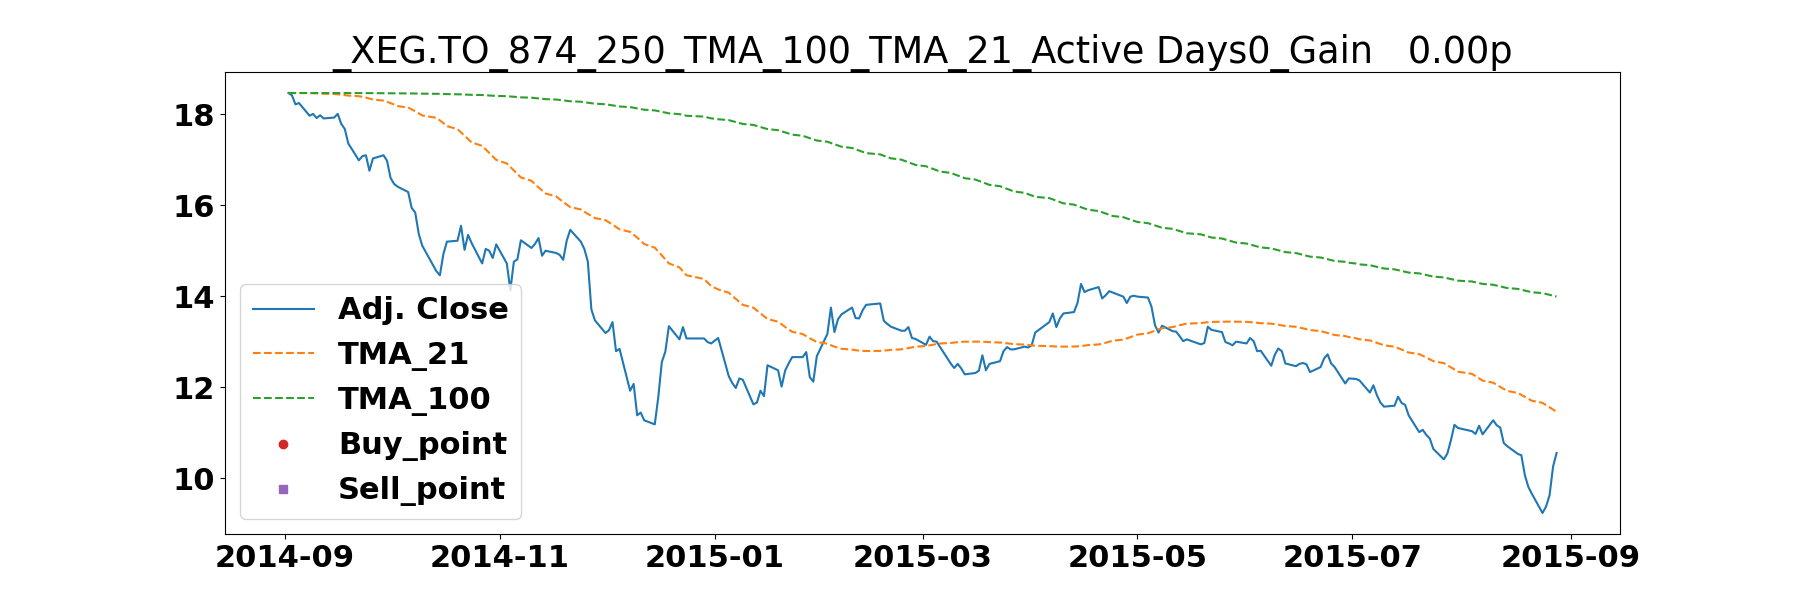 _XEG.TO_874_250_TMA_100_TMA_21_Active Days0_Gain   0.00p
18
16
14
12
10
Adj. Close
TMA_21
TMA_100
Buy_point
Sell_point
2014-09 2014-11 2015-01 2015-03 2015-05 2015-07 2015-09